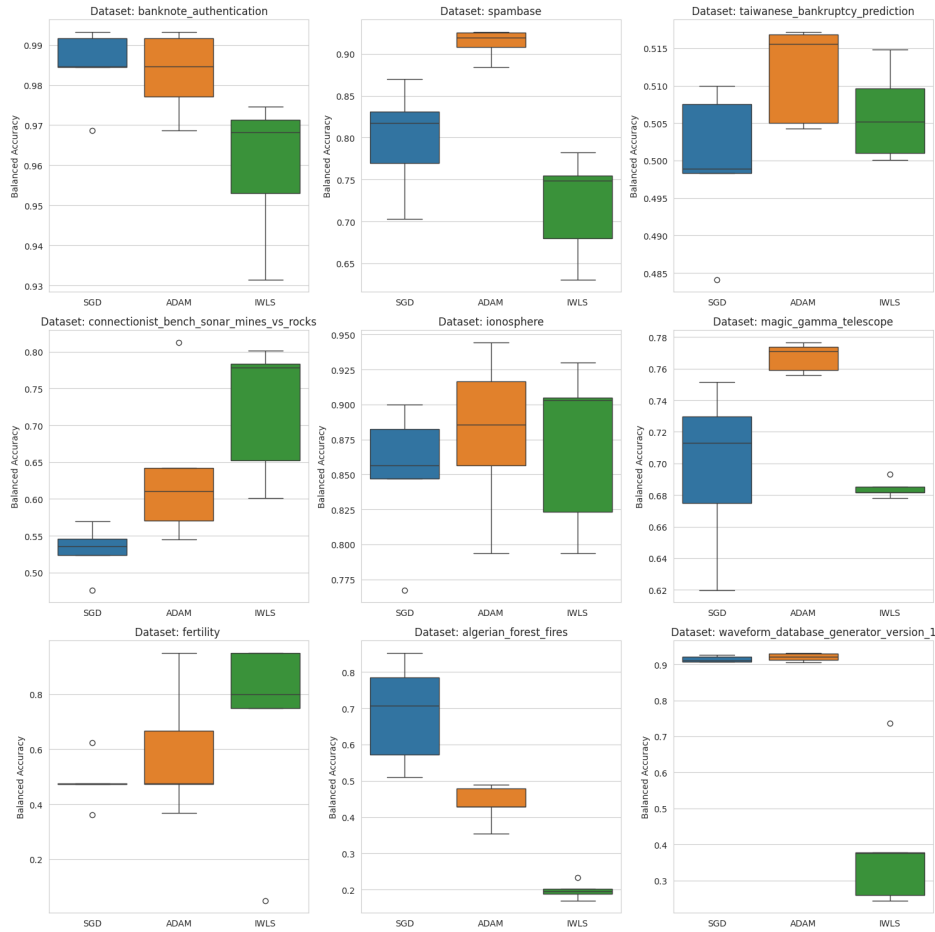 Dataset: banknote_authentication
Balanced Accuracy
0.99
0.98
0.97
0.96
0.95
0.94
0.93
SGD
ADAM
IWLS
Dataset: spambase
Balanced Accuracy
0.90
0.85
0.80
0.75
0.70
0.65
SGD
ADAM
IWLS
Dataset: taiwanese_bankruptcy_prediction
Balanced Accuracy
0.515
0.510
0.505
0.500
0.495
0.490
0.485
SGD
ADAM
IWLS
Dataset: connectionist_bench_sonar_mines_vs_rocks
Balanced Accuracy
0.80
0.75
0.70
0.65
0.60
0.55
0.50
SGD
ADAM
IWLS
Dataset: ionosphere
Balanced Accuracy
0.950
0.925
0.900
0.875
0.850
0.825
0.800
0.775
SGD
ADAM
IWLS
Dataset: magic_gamma_telescope
Balanced Accuracy
0.78
0.76
0.74
0.72
0.70
0.68
0.66
0.64
0.62
SGD
ADAM
IWLS
Dataset: fertility
Balanced Accuracy
0.8
0.6
0.4
0.2
SGD
ADAM
IWLS
Dataset: algerian_forest_fires
Balanced Accuracy
0.8
0.7
0.6
0.5
0.4
0.3
0.2
SGD
ADAM
IWLS
Dataset: waveform_database_generator_version_1
Balanced Accuracy
0.9
0.8
0.7
0.6
0.5
0.4
0.3
SGD
ADAM
IWLS